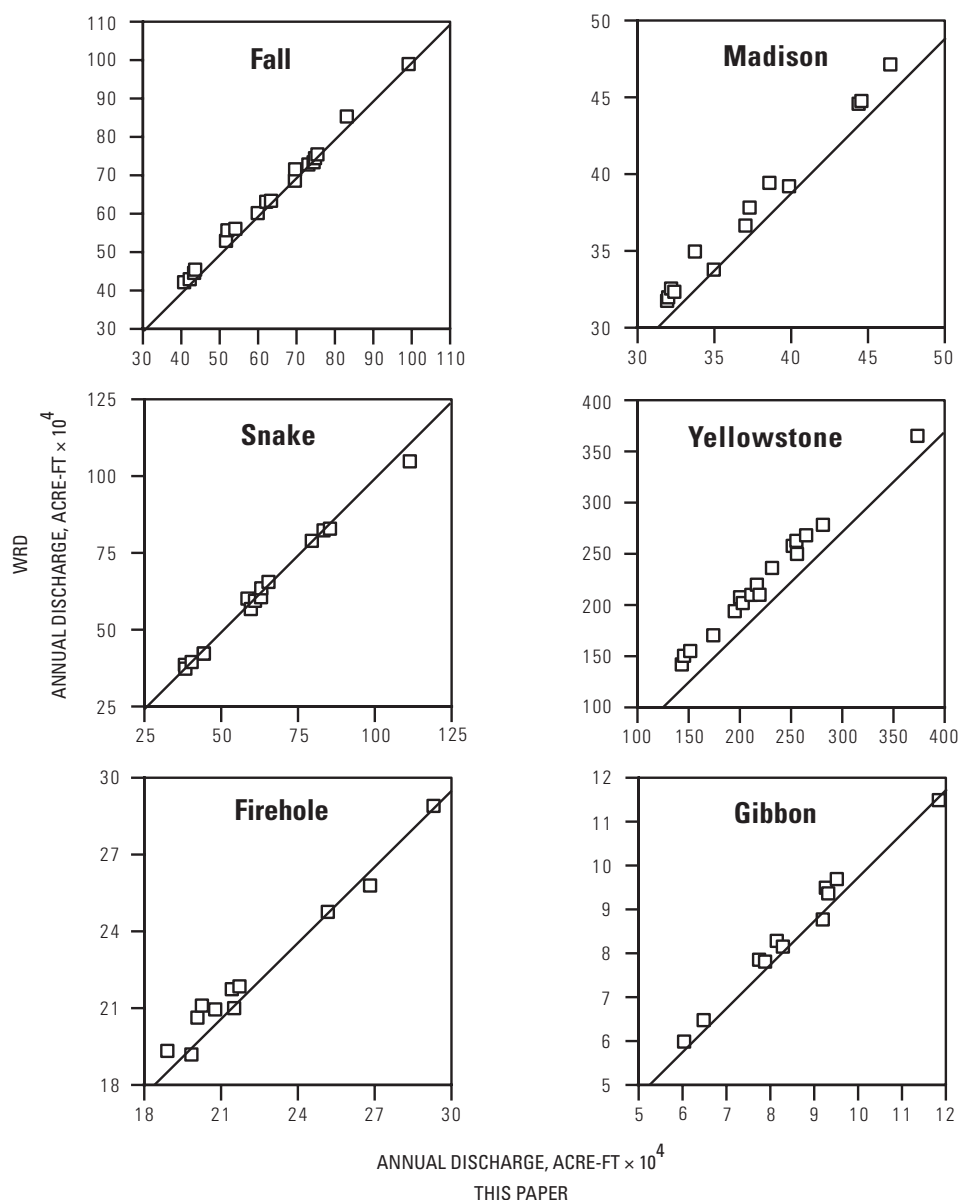 WRD
ANNUAL DISCHARGE, ACRE-FT × 10⁴
Fall
110
100
90
80
70
60
50
40
30
30 40 50 60 70 80 90 100 110
Madison
50
45
40
35
30
30 35 40 45 50
Snake
125
100
75
50
25
25 50 75 100 125
Yellowstone
400
350
300
250
200
150
100
100 150 200 250 300 350 400
Firehole
30
27
24
21
18
18 21 24 27 30
Gibbon
12
11
10
9
8
7
6
5
5 6 7 8 9 10 11 12
ANNUAL DISCHARGE, ACRE-FT × 10⁴
THIS PAPER